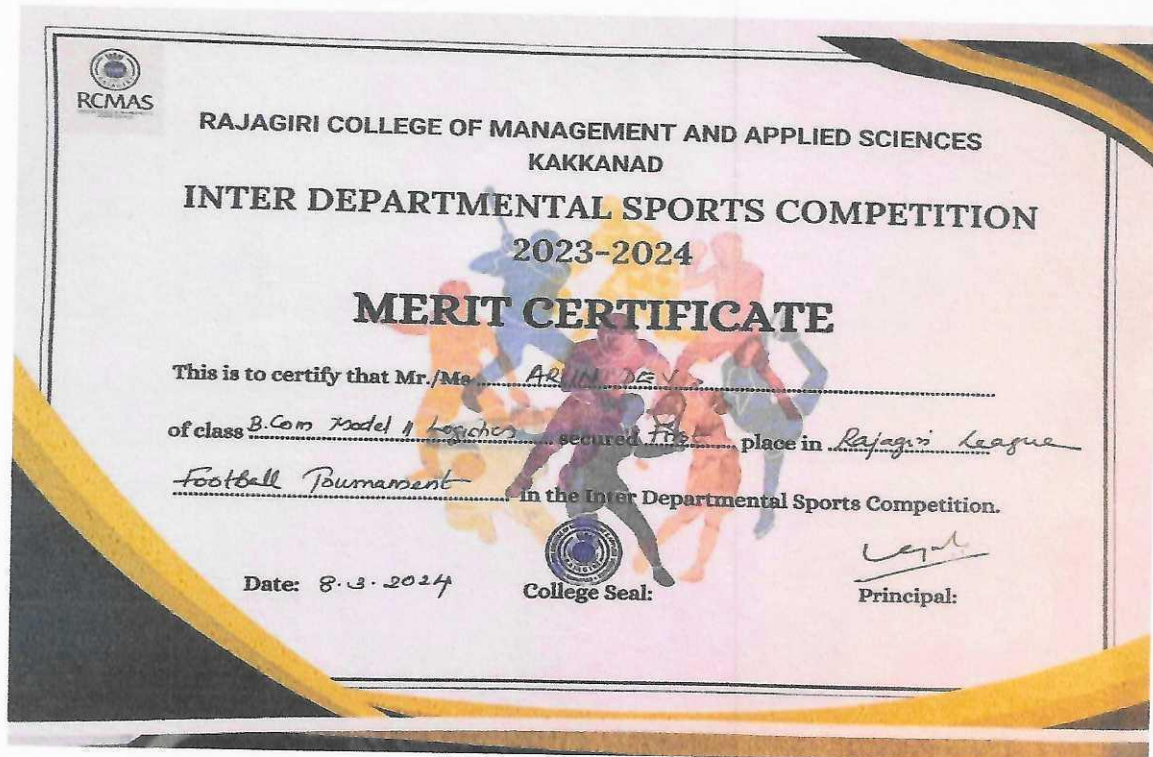 RCMAS
RAJAGIRI COLLEGE OF MANAGEMENT AND APPLIED SCIENCES
KAKKANAD
INTER DEPARTMENTAL SPORTS COMPETITION
2023-2024
MERIT CERTIFICATE
This is to certify that Mr./Ms ARUN DEV
of class B.Com Model II Logistics secured First place in Rajagiri League
Football Tournament in the Inter Departmental Sports Competition.
Date: 8.3.2024
College Seal:
Principal: